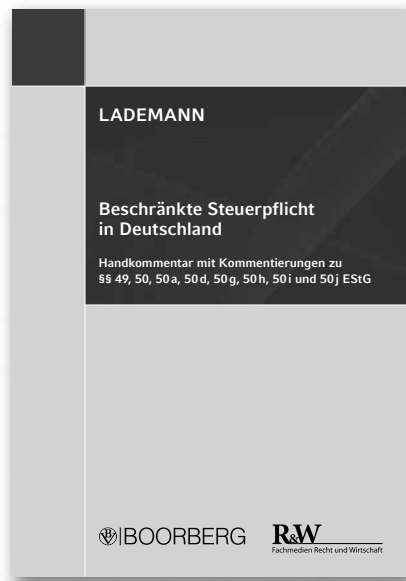 LADEMANN
Beschränkte Steuerpflicht
in Deutschland
Handkommentar mit Kommentierungen zu
§§ 49, 50, 50a, 50d, 50g, 50h, 50i und 50j EStG
BOORBERG
R&W
Fachmedien Recht und Wirtschaft